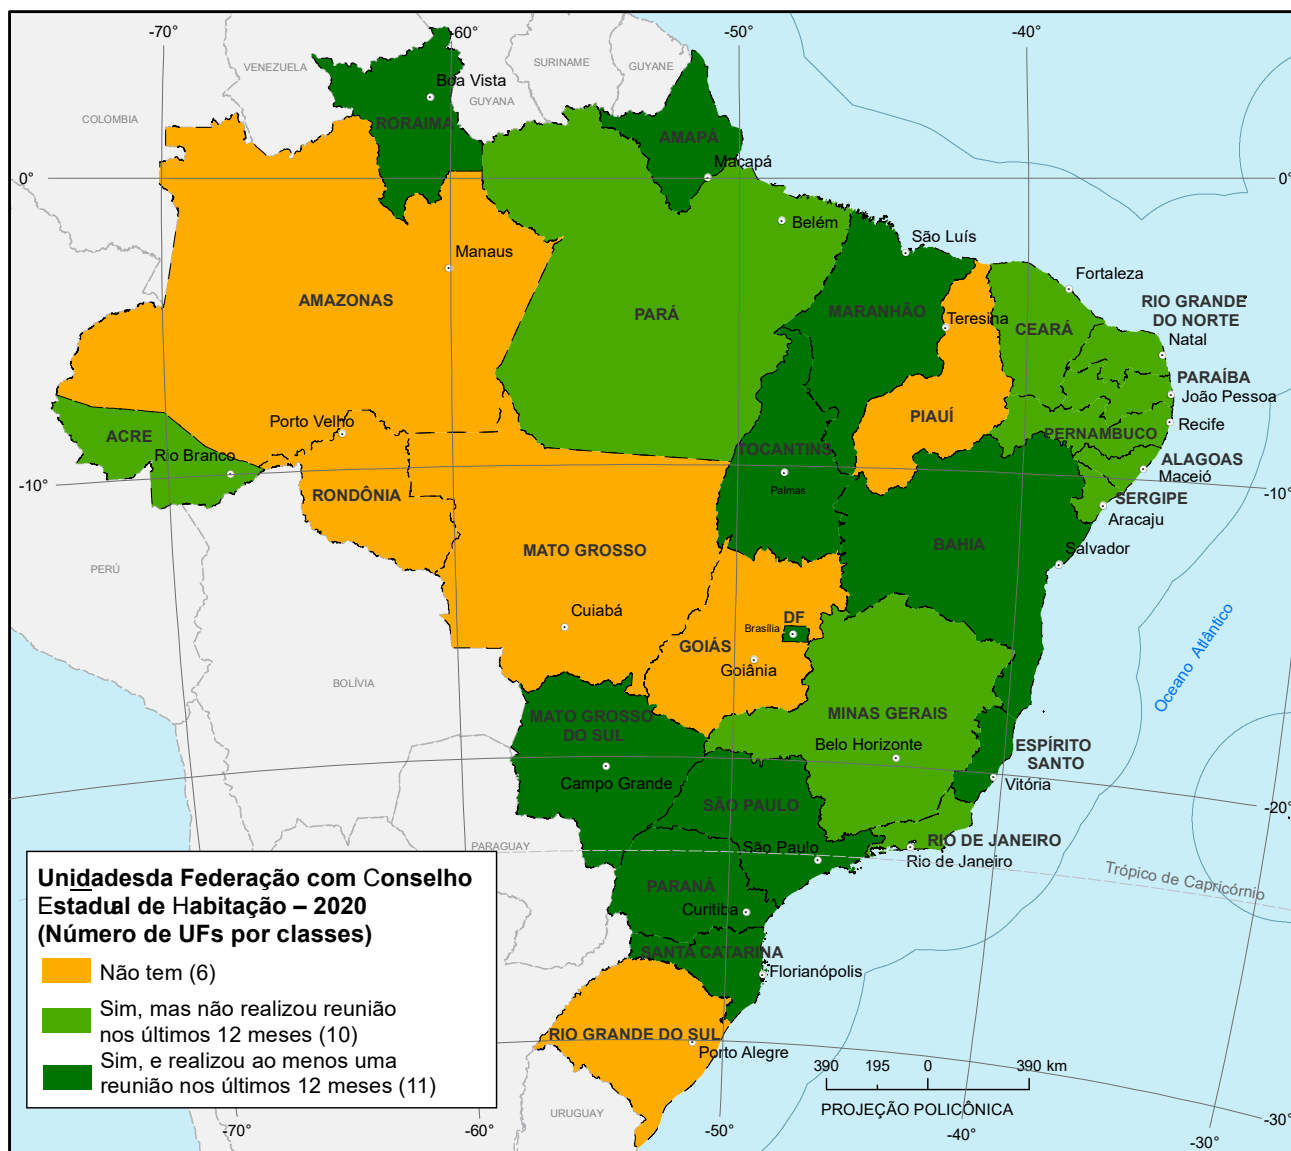 -70°
-60°
-50°
-40°
VENEZUELA
SURINAME
GUYANE
Boa Vista
GUYANA
COLOMBIA
RORAIMA
AMAPÁ
Macapá
0°
0°
Belém
São Luís
Manaus
Fortaleza
AMAZONAS
PARÁ
MARANHÃO
Teresina
CEARÁ
RIO GRANDE
DO NORTE
Natal
PARAÍBA
João Pessoa
PIAUÍ
Recife
ACRE
Porto Velho
PERNAMBUCO
Rio Branco
TOCANTINS
ALAGOAS
Maceió
-10°
RONDÔNIA
Palmas
-10°
SERGIPE
Aracaju
MATO GROSSO
BAHIA
Salvador
PERÚ
Cuiabá
DF
Brasília
GOIÁS
Goiânia
Oceano Atlântico
BOLÍVIA
MATO GROSSO
DO SUL
MINAS GERAIS
Belo Horizonte
ESPÍRITO
SANTO
Vitória
Campo Grande
SÃO PAULO
-20°
PARAGUAY
São Paulo
RIO DE JANEIRO
Rio de Janeiro
Trópico de Capricórnio
PARANÁ
Curitiba
SANTA CATARINA
Florianópolis
RIO GRANDE DO SUL
Porto Alegre
URUGUAY
Unidadesda Federação com Conselho
Estadual de Habitação – 2020
(Número de UFs por classes)
Não tem (6)
Sim, mas não realizou reunião
nos últimos 12 meses (10)
Sim, e realizou ao menos uma
reunião nos últimos 12 meses (11)
390 195 0 390 km
PROJEÇÃO POLICÔNICA
-70°
-60°
-50°
-40°
-30°
-30°